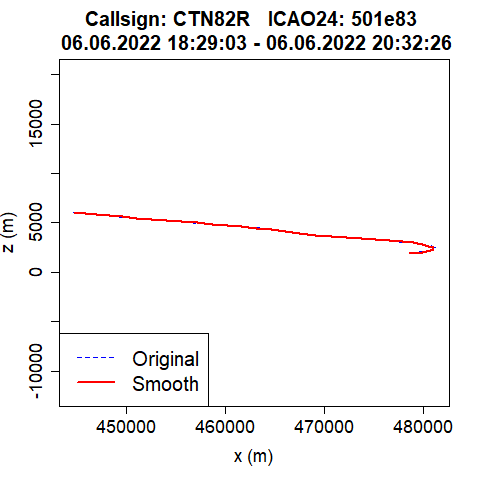 Callsign: CTN82R   ICAO24: 501e83
06.06.2022 18:29:03 - 06.06.2022 20:32:26
z (m)
15000
5000
0
-10000
Original
Smooth
450000 460000 470000 480000
x (m)